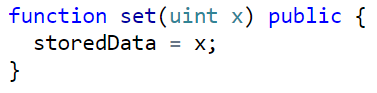 function set(uint x) public {
  storedData = x;
}